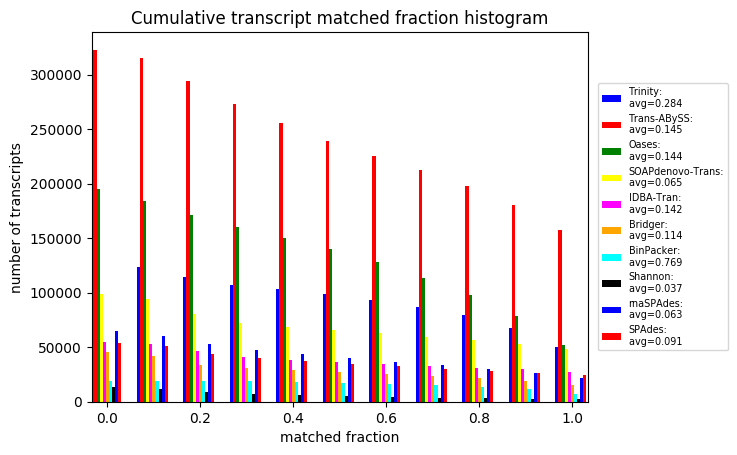 Cumulative transcript matched fraction histogram
number of transcripts
300000
250000
200000
150000
100000
50000
0
0.0 0.2 0.4 0.6 0.8 1.0
matched fraction
Trinity:
avg=0.284
Trans-ABySS:
avg=0.145
Oases:
avg=0.144
SOAPdenovo-Trans:
avg=0.065
IDBA-Tran:
avg=0.142
Bridger:
avg=0.114
BinPacker:
avg=0.769
Shannon:
avg=0.037
rnaSPAdes:
avg=0.063
SPAdes:
avg=0.091